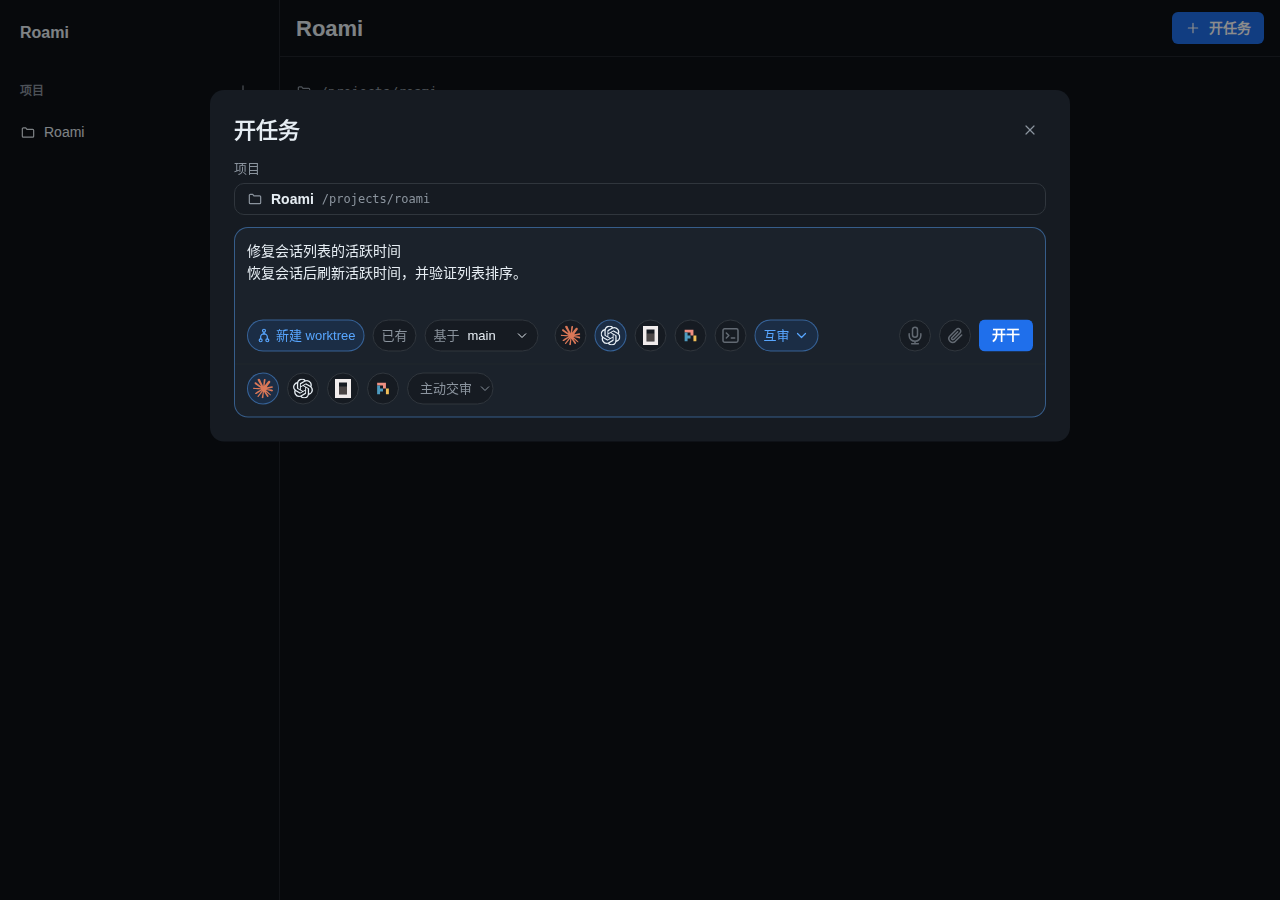 Roami
项目
Roami
Roami
开任务
/projects/roami
开任务
项目
Roami /projects/roami
修复会话列表的活跃时间
恢复会话后刷新活跃时间，并验证列表排序。
新建 worktree
已有
基于 main
互审
开干
主动交审